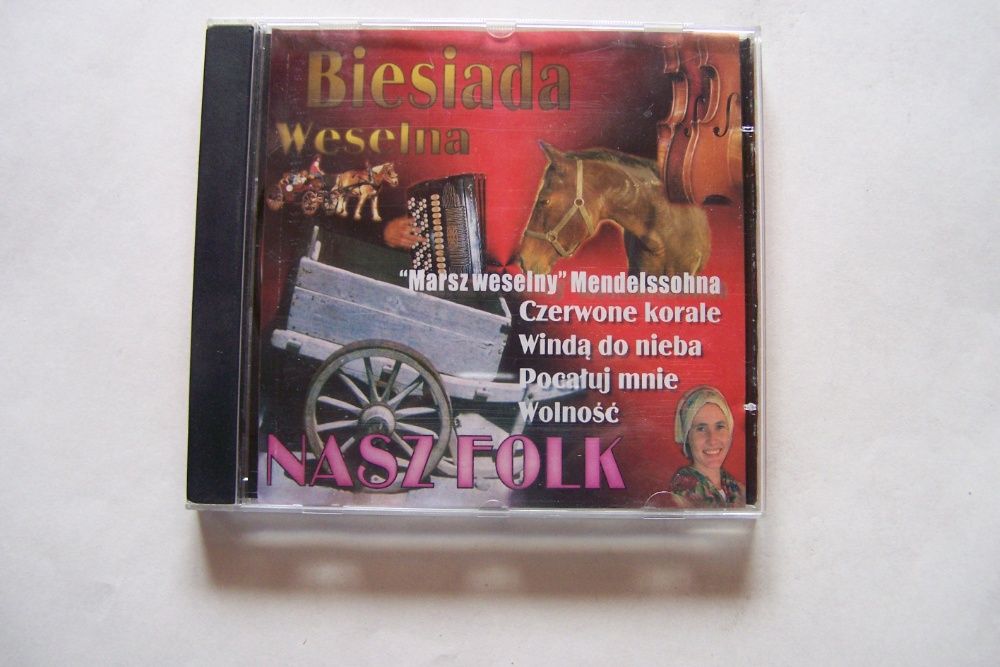 Biesiada
Weselna
“Marsz weselny” Mendelssohna
Czerwone korale
Windą do nieba
Pocałuj mnie
Wolność
NASZ FOLK